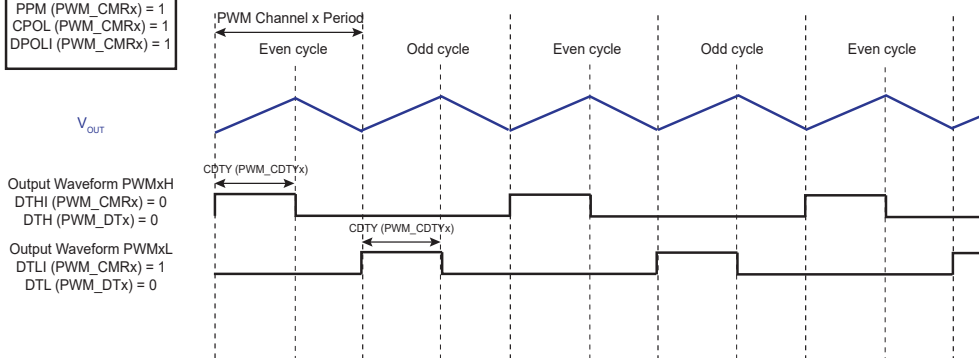 PPM (PWM_CMRx) = 1
CPOL (PWM_CMRx) = 1
DPOLI (PWM_CMRx) = 1
PWM Channel x Period
Even cycle
Odd cycle
Even cycle
Odd cycle
Even cycle
VOUT
CDTY (PWM_CDTYx)
Output Waveform PWMxH
DTHI (PWM_CMRx) = 0
DTH (PWM_DTx) = 0
CDTY (PWM_CDTYx)
Output Waveform PWMxL
DTLI (PWM_CMRx) = 1
DTL (PWM_DTx) = 0